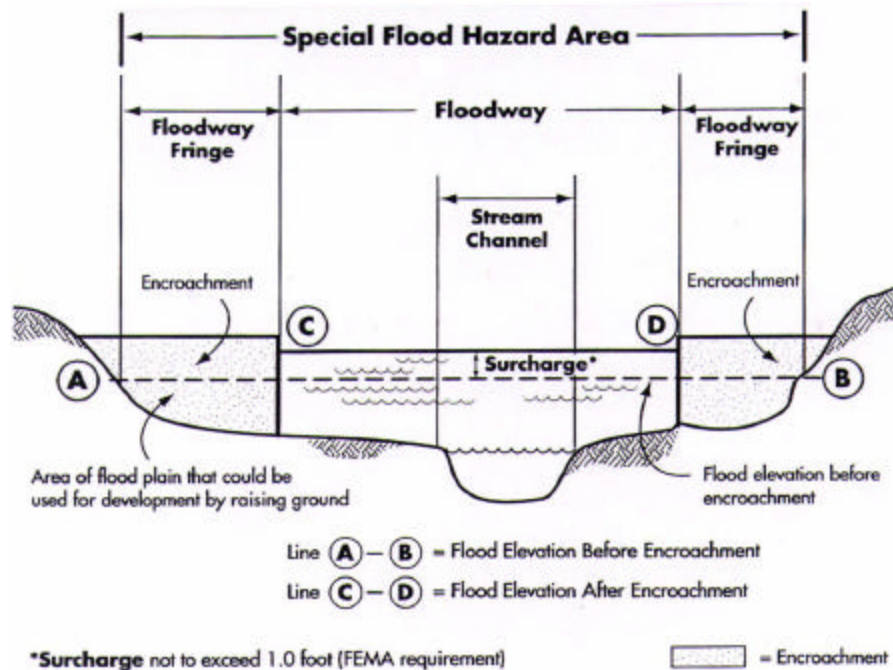 Special Flood Hazard Area
Floodway Fringe
Floodway
Floodway Fringe
Stream Channel
Encroachment
Encroachment
C
D
Surcharge*
A
B
Area of flood plain that could be
used for development by raising ground
Flood elevation before
encroachment
Line A — B = Flood Elevation Before Encroachment
Line C — D = Flood Elevation After Encroachment
*Surcharge not to exceed 1.0 foot (FEMA requirement)
= Encroachment